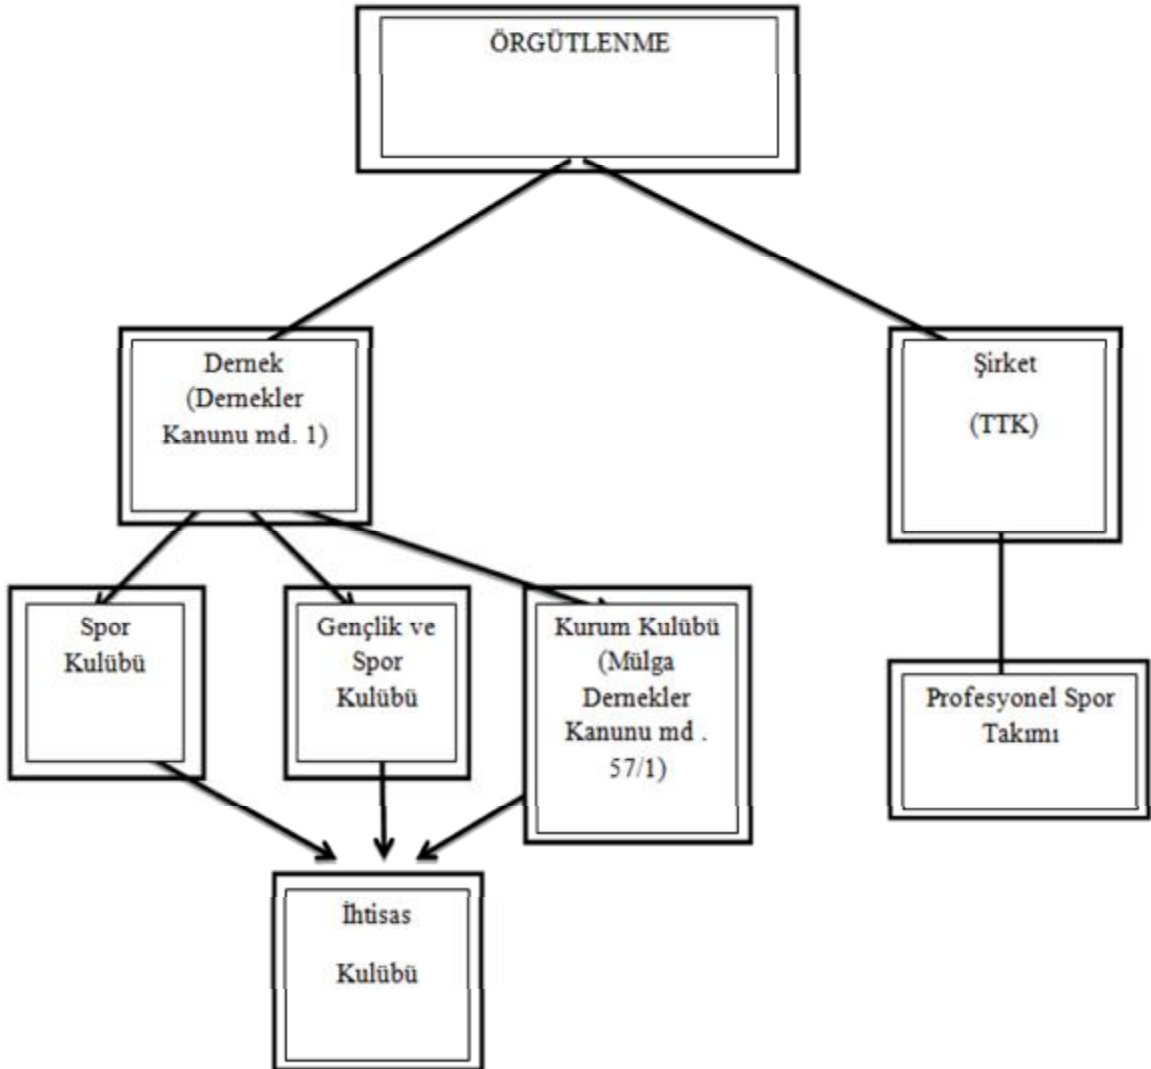 ÖRGÜTLENME
Dernek
(Dernekler
Kanunu md. 1)
Şirket
(TTK)
Spor
Kulübü
Gençlik ve
Spor
Kulübü
Kurum Kulübü
(Mülga
Dernekler
Kanunu md .
57/1)
Profesyonel Spor
Takımı
İhtisas
Kulübü